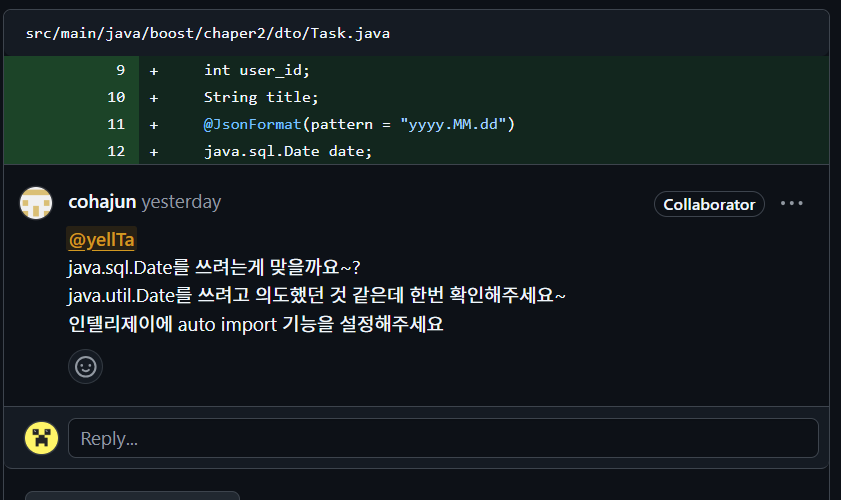 src/main/java/boost/chaper2/dto/Task.java
9 + int user_id;
10 + String title;
11 + @JsonFormat(pattern = "yyyy.MM.dd")
12 + java.sql.Date date;
cohajun yesterday Collaborator ...
@yellTa
java.sql.Date를 쓰려는게 맞을까요~?
java.util.Date를 쓰려고 의도했던 것 같은데 한번 확인해주세요~
인텔리제이에 auto import 기능을 설정해주세요
Reply...